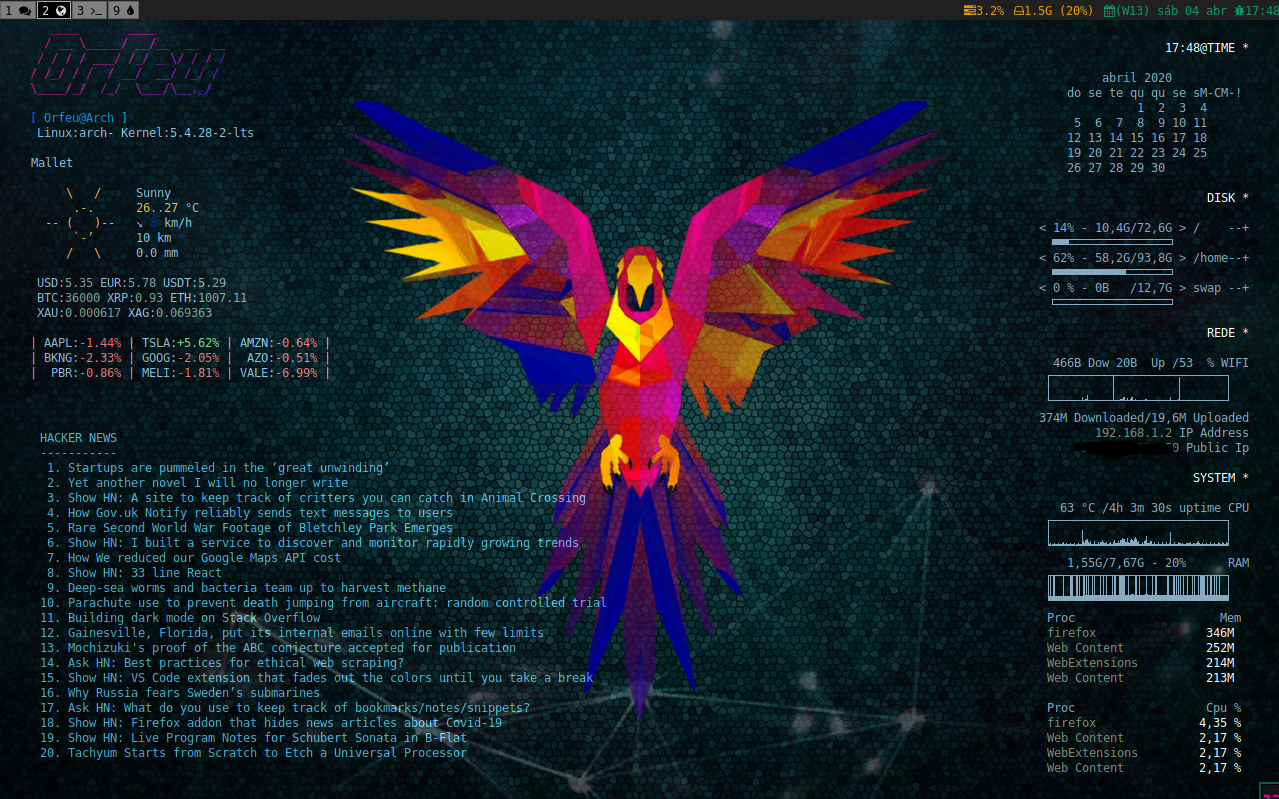 1 2 3 >_ 9
3.2% 1.5G (20%) (W13) sáb 04 abr 17:48
[ Orfeu@Arch ]
Linux:arch- Kernel:5.4.28-2-lts
Mallet
Sunny
26..27 °C
↘ km/h
10 km
0.0 mm
USD:5.35 EUR:5.78 USDT:5.29
BTC:36000 XRP:0.93 ETH:1007.11
XAU:0.000617 XAG:0.069363
| AAPL:-1.44% | TSLA:+5.62% | AMZN:-0.64% |
| BKNG:-2.33% | GOOG:-2.05% | AZO:-0.51% |
| PBR:-0.86% | MELI:-1.81% | VALE:-6.99% |
HACKER NEWS
-----------
1. Startups are pummeled in the ‘great unwinding’
2. Yet another novel I will no longer write
3. Show HN: A site to keep track of critters you can catch in Animal Crossing
4. How Gov.uk Notify reliably sends text messages to users
5. Rare Second World War Footage of Bletchley Park Emerges
6. Show HN: I built a service to discover and monitor rapidly growing trends
7. How We reduced our Google Maps API cost
8. Show HN: 33 line React
9. Deep-sea worms and bacteria team up to harvest methane
10. Parachute use to prevent death jumping from aircraft: random controlled trial
11. Building dark mode on Stack Overflow
12. Gainesville, Florida, put its internal emails online with few limits
13. Mochizuki's proof of the ABC conjecture accepted for publication
14. Ask HN: Best practices for ethical web scraping?
15. Show HN: VS Code extension that fades out the colors until you take a break
16. Why Russia fears Sweden’s submarines
17. Ask HN: What do you use to keep track of bookmarks/notes/snippets?
18. Show HN: Firefox addon that hides news articles about Covid-19
19. Show HN: Live Program Notes for Schubert Sonata in B-Flat
20. Tachyum Starts from Scratch to Etch a Universal Processor
17:48@TIME *
abril 2020
do se te qu qu se sM-CM-!
1 2 3 4
5 6 7 8 9 10 11
12 13 14 15 16 17 18
19 20 21 22 23 24 25
26 27 28 29 30
DISK *
< 14% - 10,4G/72,6G > / --+
< 62% - 58,2G/93,8G > /home--+
< 0 % - 0B /12,7G > swap --+
REDE *
466B Dow 20B Up /53 % WIFI
374M Downloaded/19,6M Uploaded
192.168.1.2 IP Address
0 Public Ip
SYSTEM *
63 °C /4h 3m 30s uptime CPU
1,55G/7,67G - 20% RAM
Proc Mem
firefox 346M
Web Content 252M
WebExtensions 214M
Web Content 213M
Proc Cpu %
firefox 4,35 %
Web Content 2,17 %
WebExtensions 2,17 %
Web Content 2,17 %